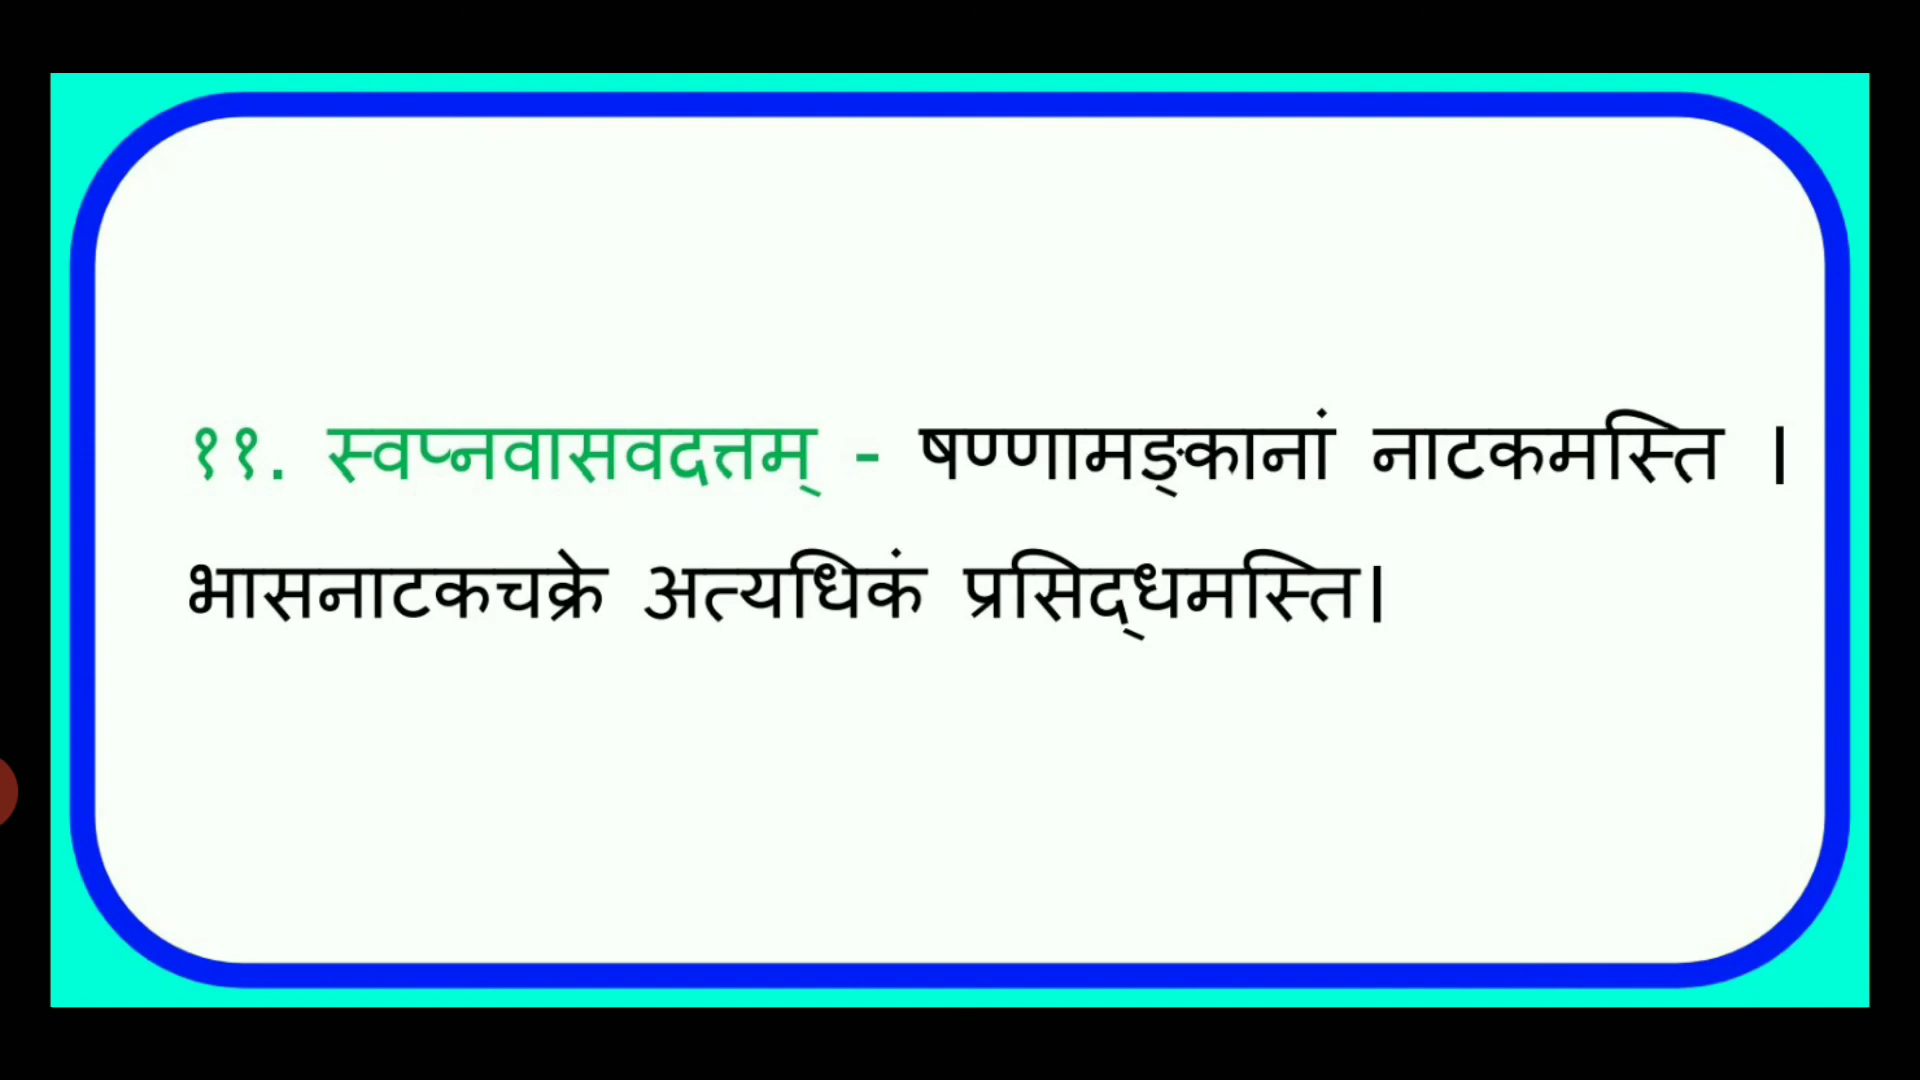 ११. स्वप्नवासवदत्तम् - षण्णामङ्कानां नाटकमस्ति ।
भासनाटकचक्रे अत्यधिकं प्रसिद्‌धमस्ति।